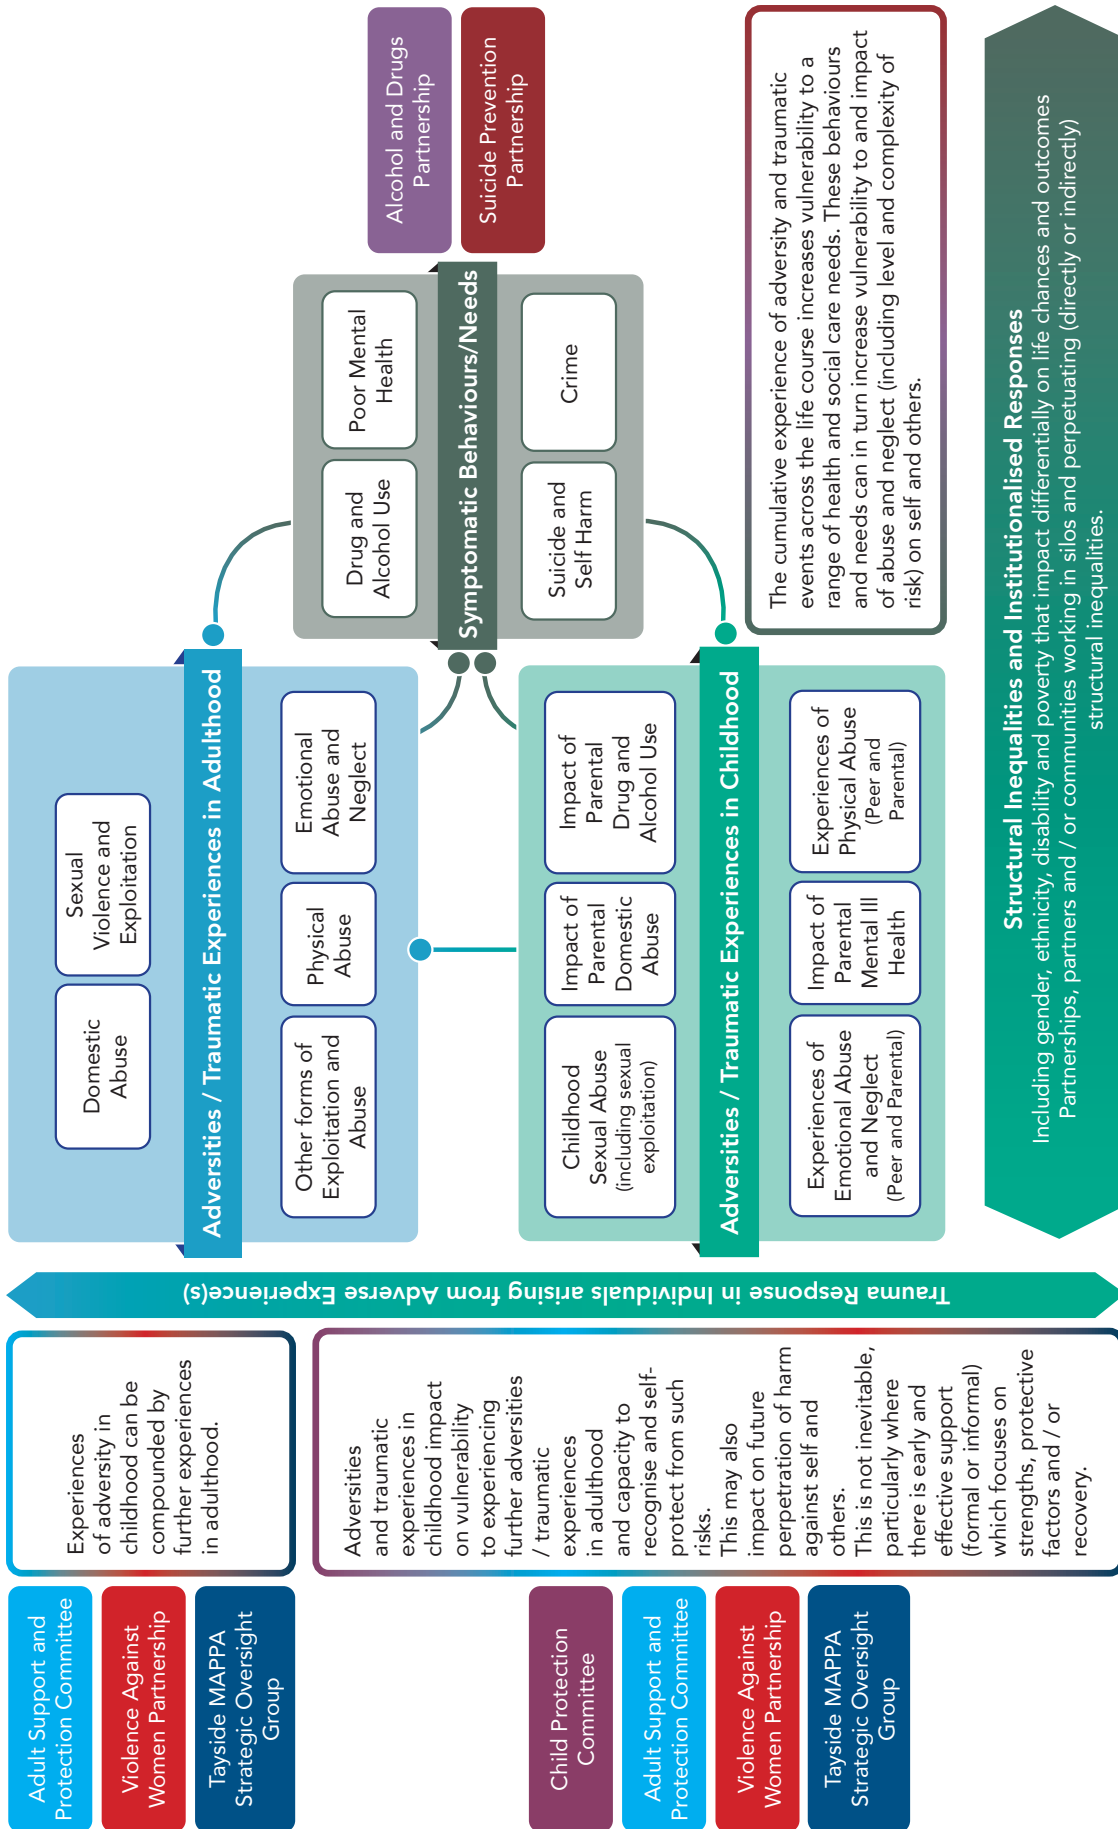 Adult Support and
Protection Committee
Violence Against
Women Partnership
Tayside MAPPA
Strategic Oversight
Group
Experiences
of adversity in
childhood can be
compounded by
further experiences
in adulthood.
Child Protection
Committee
Adult Support and
Protection Committee
Violence Against
Women Partnership
Tayside MAPPA
Strategic Oversight
Group
Adversities
and traumatic
experiences in
childhood impact
on vulnerability
to experiencing
further adversities
/ traumatic
experiences
in adulthood
and capacity to
recognise and self-
protect from such
risks.
This may also
impact on future
perpetration of harm
against self and
others.
This is not inevitable,
particularly where
there is early and
effective support
(formal or informal)
which focuses on
strengths, protective
factors and / or
recovery.
Trauma Response in Individuals arising from Adverse Experience(s)
Domestic
Abuse
Sexual
Violence and
Exploitation
Adversities / Traumatic Experiences in Adulthood
Other forms of
Exploitation and
Abuse
Physical
Abuse
Emotional
Abuse and
Neglect
Childhood
Sexual Abuse
(including sexual
exploitation)
Impact of
Parental
Domestic
Abuse
Impact of
Parental
Drug and
Alcohol Use
Adversities / Traumatic Experiences in Childhood
Experiences of
Emotional Abuse
and Neglect
(Peer and Parental)
Impact of
Parental
Mental Ill
Health
Experiences of
Physical Abuse
(Peer and
Parental)
Drug and
Alcohol Use
Poor Mental
Health
Symptomatic Behaviours/Needs
Suicide and
Self Harm
Crime
Alcohol and Drugs
Partnership
Suicide Prevention
Partnership
The cumulative experience of adversity and traumatic
events across the life course increases vulnerability to a
range of health and social care needs. These behaviours
and needs can in turn increase vulnerability to and impact
of abuse and neglect (including level and complexity of
risk) on self and others.
Structural Inequalities and Institutionalised Responses
Including gender, ethnicity, disability and poverty that impact differentially on life chances and outcomes
Partnerships, partners and / or communities working in silos and perpetuating (directly or indirectly)
structural inequalities.